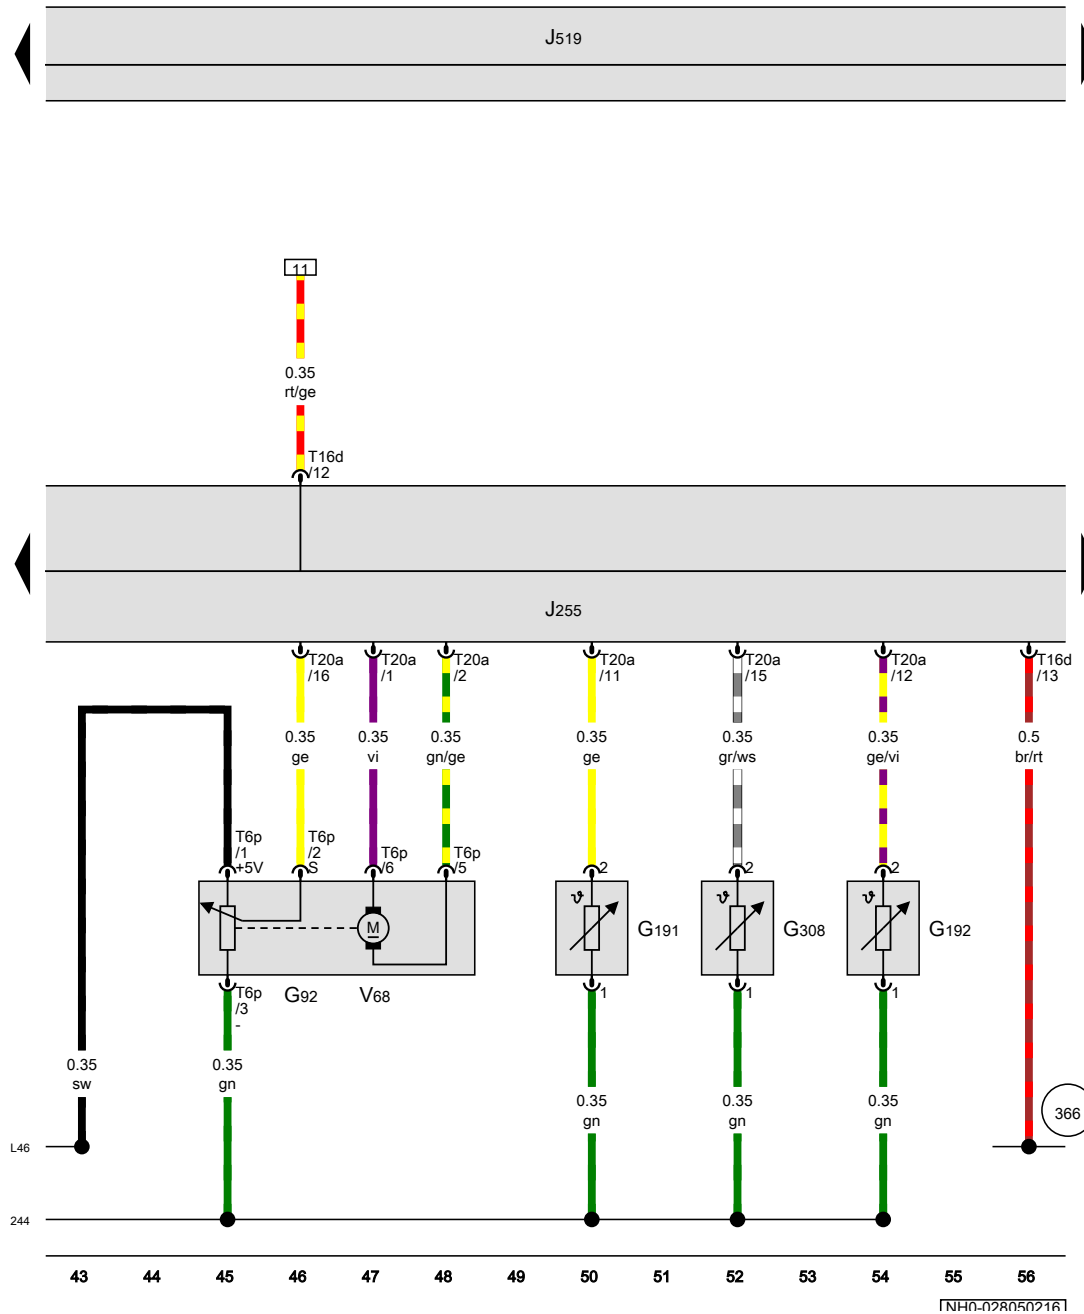 J519
11
0.35
rt/ge
T16d
/12
J255
T20a
/16
T20a
/1
T20a
/2
T20a
/11
T20a
/15
T20a
/12
T16d
/13
0.35
ge
0.35
vi
0.35
gn/ge
0.35
ge
0.35
gr/ws
0.35
ge/vi
0.5
br/rt
T6p
/1
+5V
T6p
/2
S
T6p
/6
T6p
/5
2
2
2
M
ϑ
ϑ
ϑ
G191
G308
G192
T6p
/3
-
G92
V68
1
1
1
0.35
sw
0.35
gn
0.35
gn
0.35
gn
0.35
gn
366
L46
244
43 44 45 46 47 48 49 50 51 52 53 54 55 56
NH0-028050216